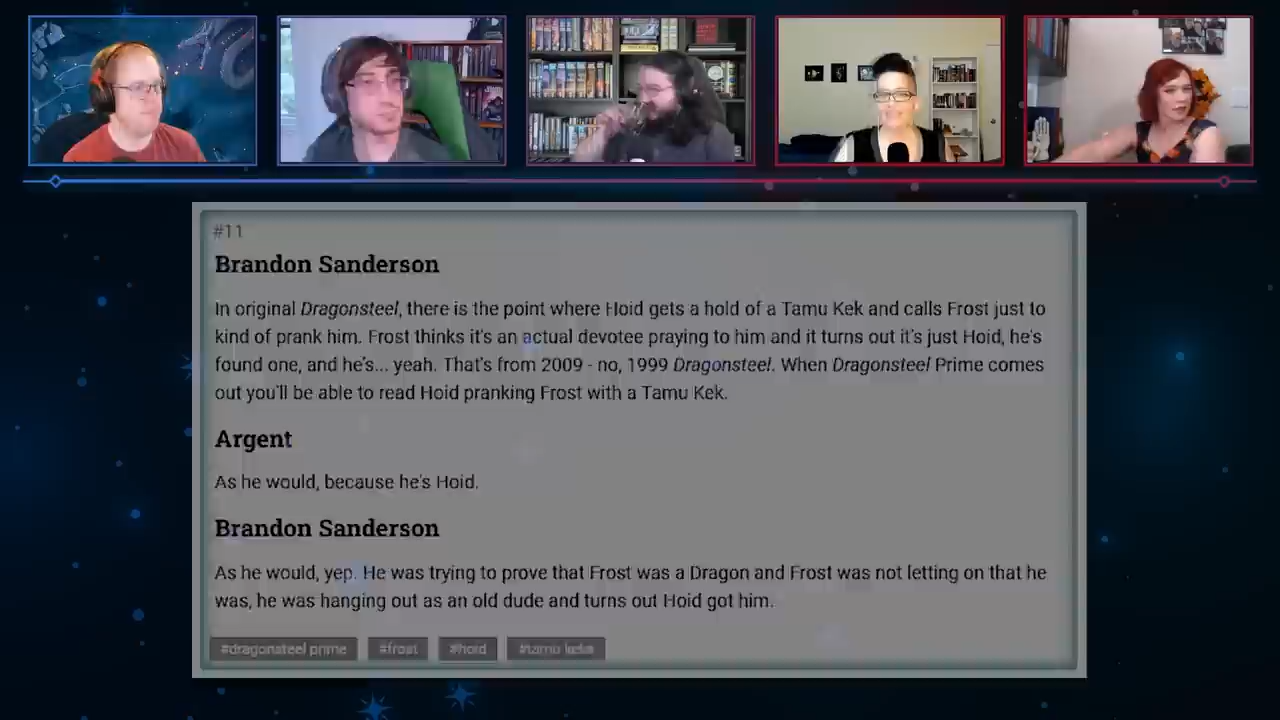 #11
Brandon Sanderson
In original Dragonsteel, there is the point where Hoid gets a hold of a Tamu Kek and calls Frost just to
kind of prank him. Frost thinks it's an actual devotee praying to him and it turns out it's just Hoid, he's
found one, and he's... yeah. That's from 2009 - no, 1999 Dragonsteel. When Dragonsteel Prime comes
out you'll be able to read Hoid pranking Frost with a Tamu Kek.
Argent
As he would, because he's Hoid.
Brandon Sanderson
As he would, yep. He was trying to prove that Frost was a Dragon and Frost was not letting on that he
was, he was hanging out as an old dude and turns out Hoid got him.
#dragonsteel prime #frost #hoid #tamu keks